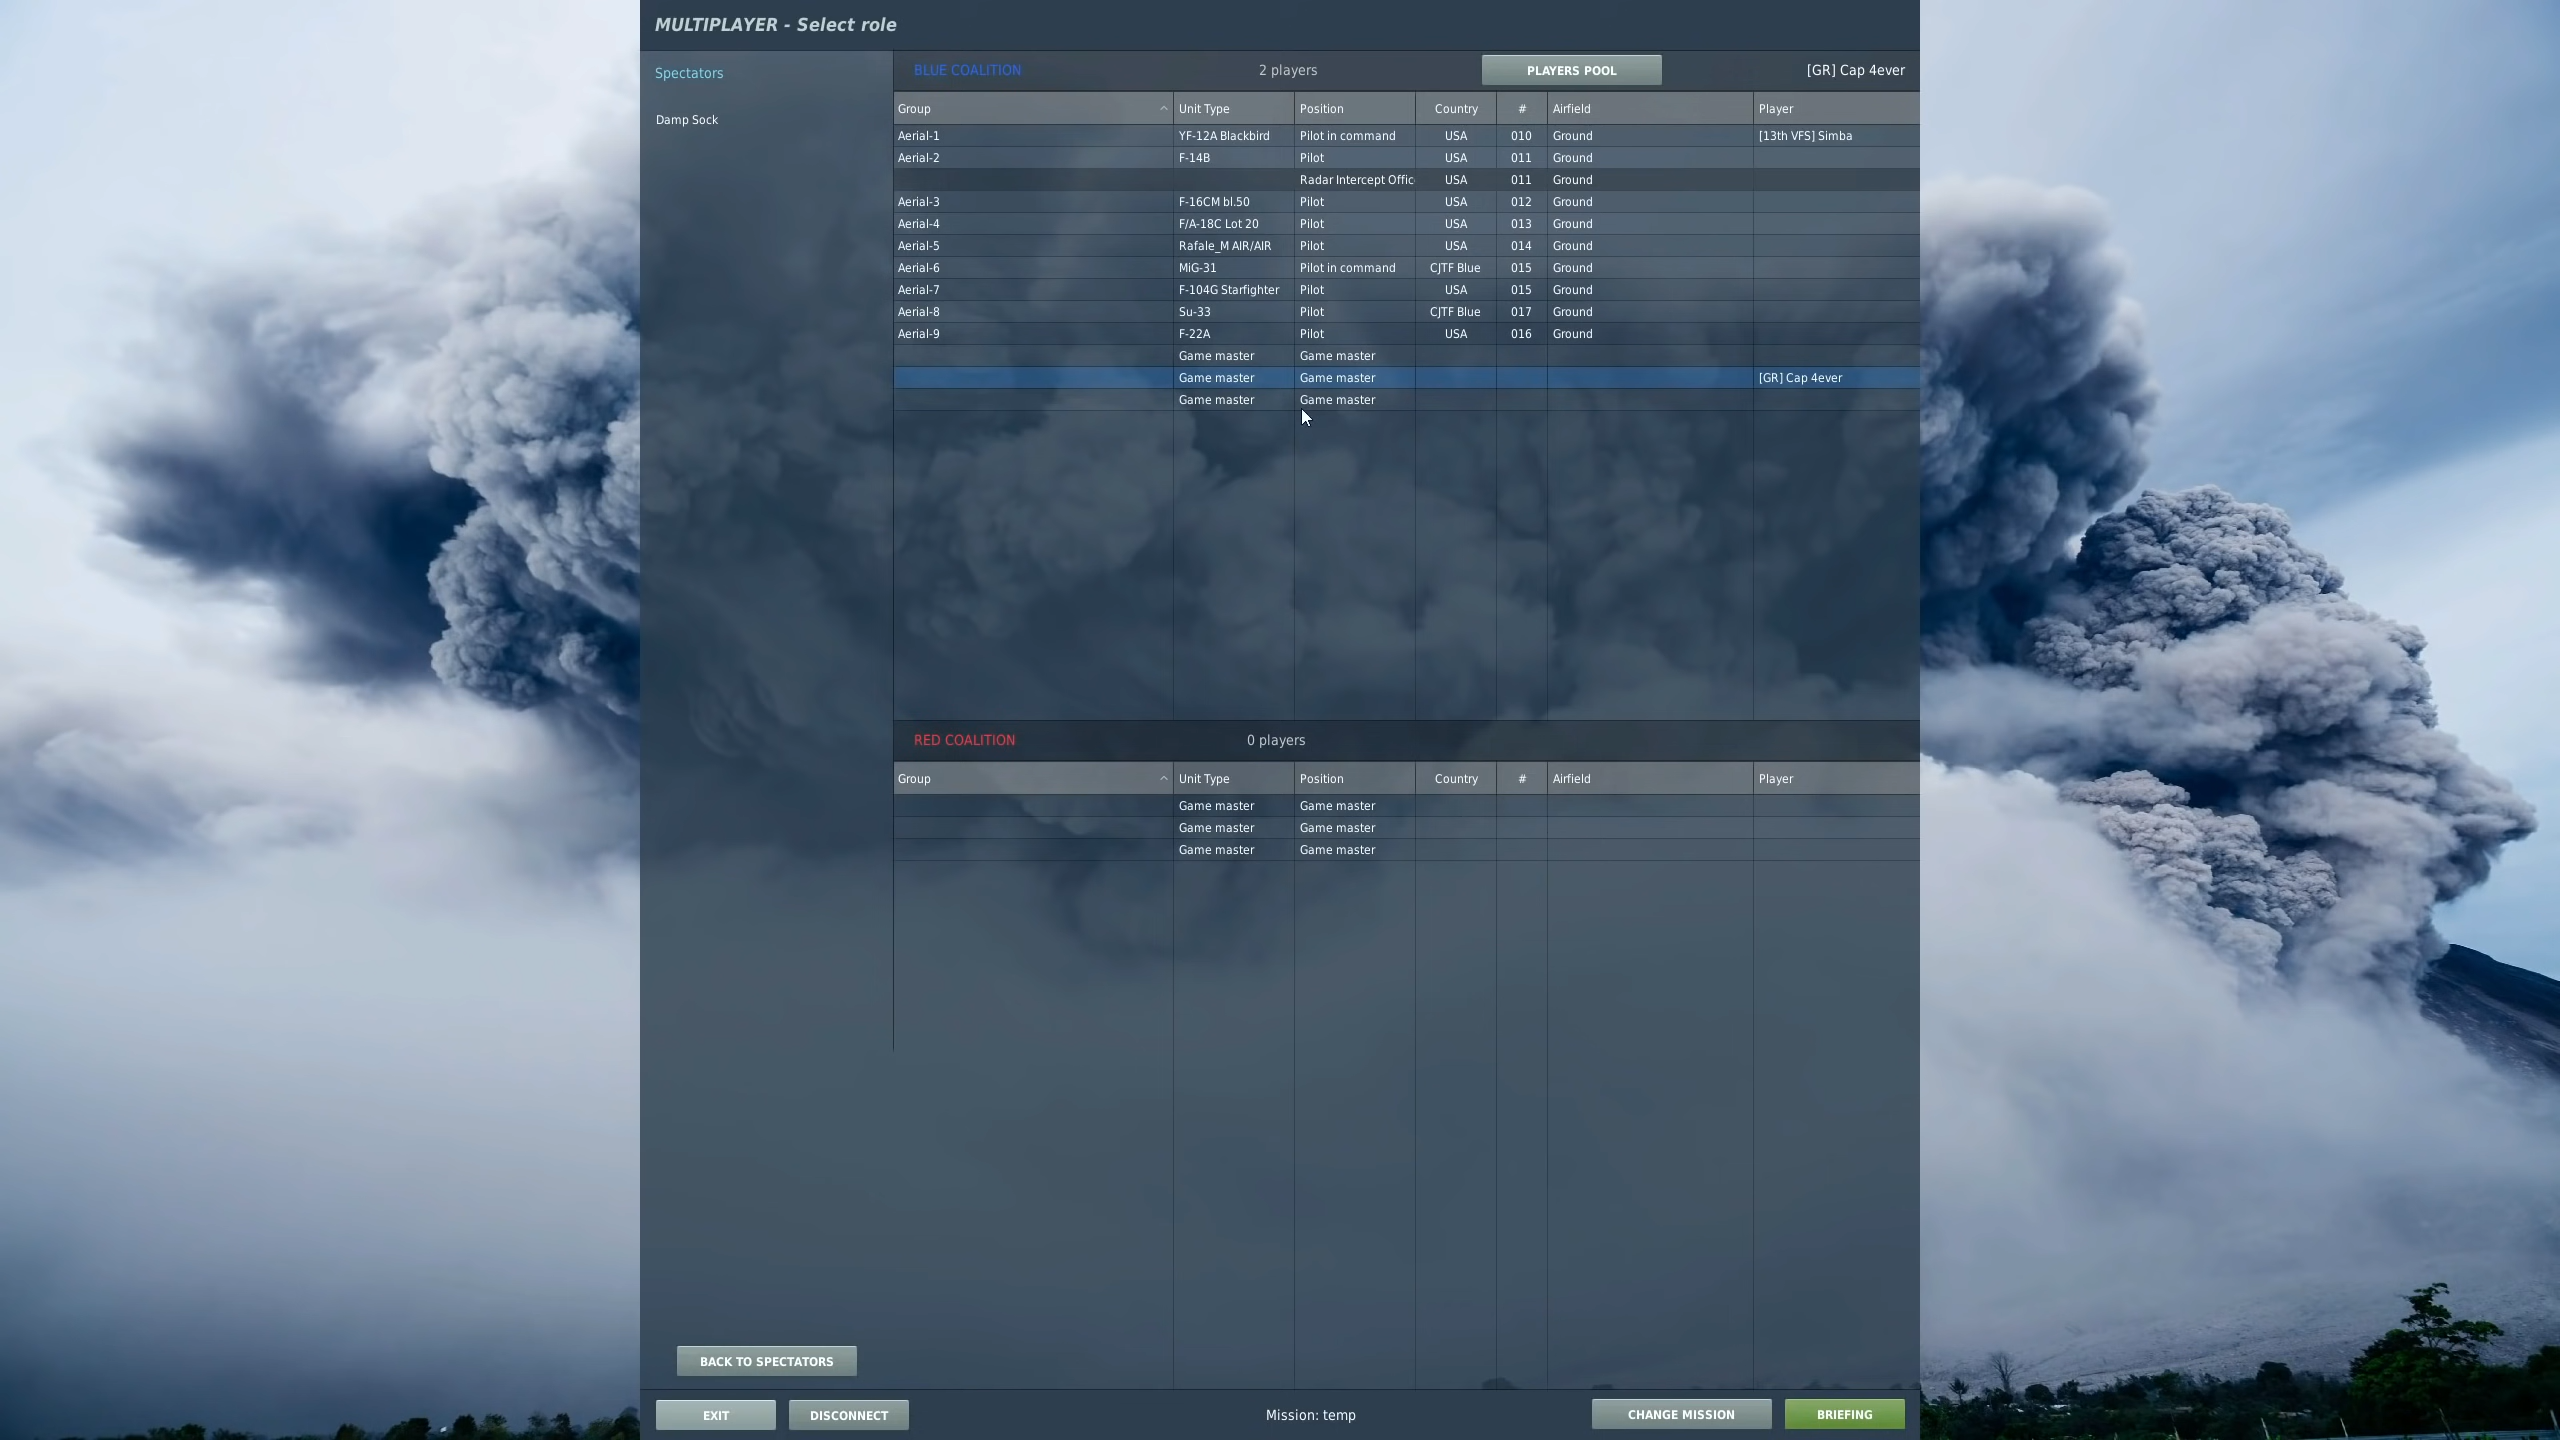 MULTIPLAYER - Select role
Spectators
Damp Sock
BLUE COALITION 2 players PLAYERS POOL [GR] Cap 4ever
Group Unit Type Position Country # Airfield Player
Aerial-1 YF-12A Blackbird Pilot in command USA 010 Ground [13th VFS] Simba
Aerial-2 F-14B Pilot USA 011 Ground
Radar Intercept Offic USA 011 Ground
Aerial-3 F-16CM bl.50 Pilot USA 012 Ground
Aerial-4 F/A-18C Lot 20 Pilot USA 013 Ground
Aerial-5 Rafale_M AIR/AIR Pilot USA 014 Ground
Aerial-6 MiG-31 Pilot in command CJTF Blue 015 Ground
Aerial-7 F-104G Starfighter Pilot USA 015 Ground
Aerial-8 Su-33 Pilot CJTF Blue 017 Ground
Aerial-9 F-22A Pilot USA 016 Ground
Game master Game master
Game master Game master [GR] Cap 4ever
Game master Game master
RED COALITION 0 players
Group Unit Type Position Country # Airfield Player
Game master Game master
Game master Game master
Game master Game master
BACK TO SPECTATORS
EXIT DISCONNECT Mission: temp CHANGE MISSION BRIEFING